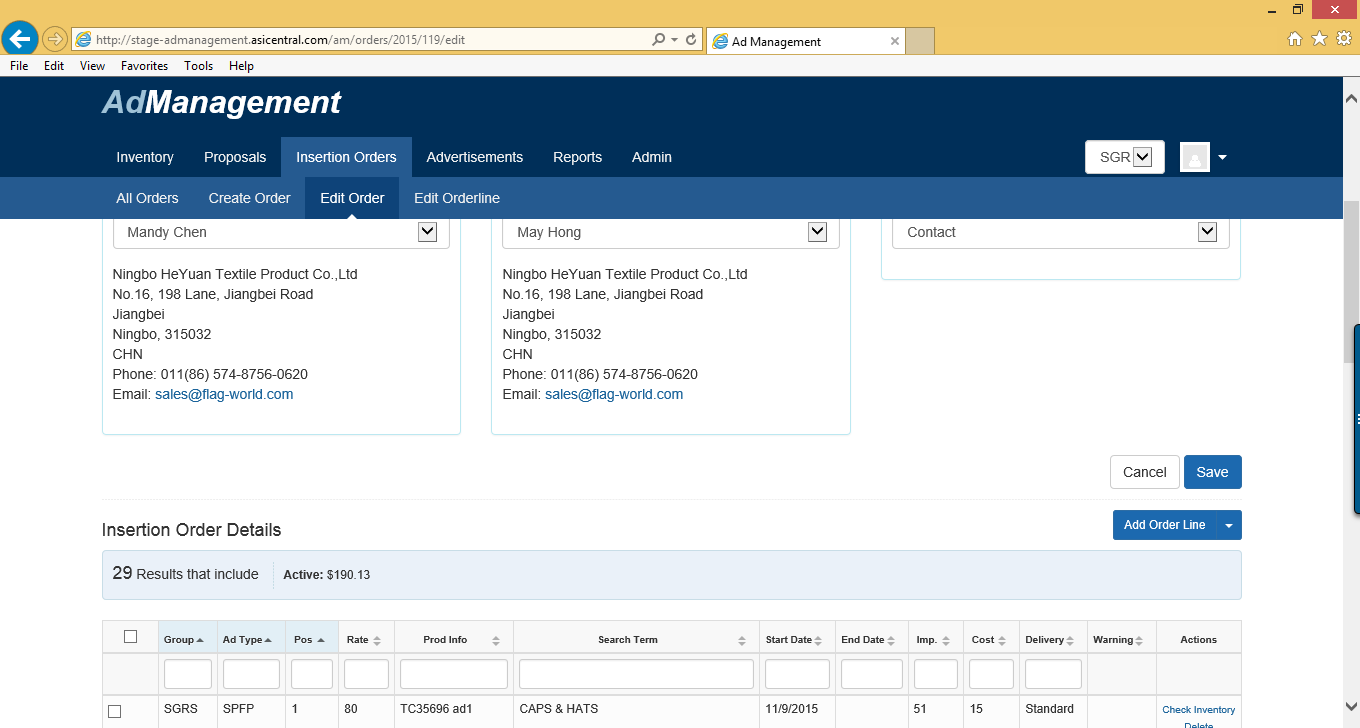 http://stage-admanagement.asicentral.com/am/orders/2015/119/edit
Ad Management
File Edit View Favorites Tools Help
AdManagement
Inventory Proposals Insertion Orders Advertisements Reports Admin SGR
All Orders Create Order Edit Order Edit Orderline
Mandy Chen May Hong Contact
Ningbo HeYuan Textile Product Co.,Ltd Ningbo HeYuan Textile Product Co.,Ltd
No.16, 198 Lane, Jiangbei Road No.16, 198 Lane, Jiangbei Road
Jiangbei Jiangbei
Ningbo, 315032 Ningbo, 315032
CHN CHN
Phone: 011(86) 574-8756-0620 Phone: 011(86) 574-8756-0620
Email: sales@flag-world.com Email: sales@flag-world.com
Cancel Save
Insertion Order Details Add Order Line
29 Results that include Active: $190.13
Group Ad Type Pos Rate Prod Info Search Term Start Date End Date Imp. Cost Delivery Warning Actions
SGRS SPFP 1 80 TC35696 ad1 CAPS & HATS 11/9/2015 51 15 Standard Check Inventory
Delete